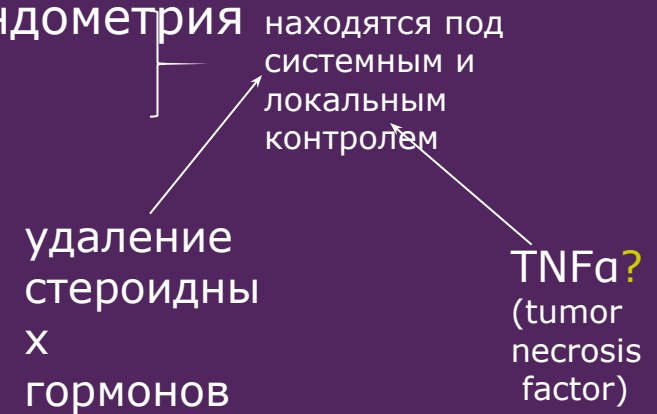 ндометрия
находятся под
системным и
локальным
контролем
удаление
стероидны
х
гормонов
TNFα?
(tumor
necrosis
factor)